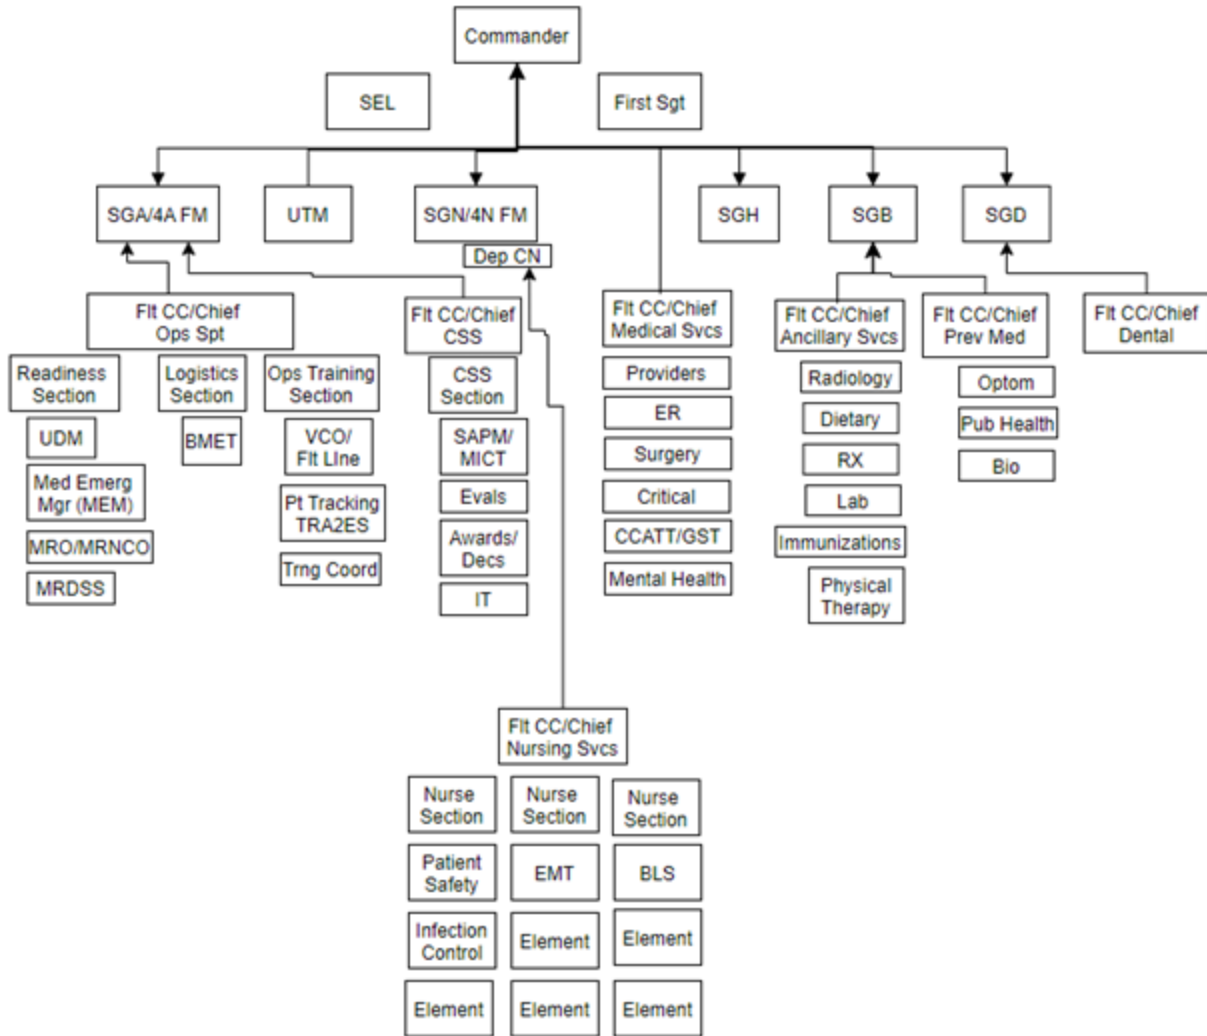 Commander
SEL
First Sgt
SGA/4A FM
UTM
SGN/4N FM
SGH
SGB
SGD
Dep CN
Flt CC/Chief
Ops Spt
Flt CC/Chief
CSS
Flt CC/Chief
Medical Svcs
Flt CC/Chief
Ancillary Svcs
Flt CC/Chief
Prev Med
Flt CC/Chief
Dental
Readiness
Section
UDM
Med Emerg
Mgr (MEM)
MRO/MRNCO
MRDSS
Logistics
Section
BMET
Ops Training
Section
VCO/
Flt LIne
Pt Tracking
TRA2ES
Trng Coord
CSS
Section
SAPM/
MICT
Evals
Awards/
Decs
IT
Providers
ER
Surgery
Critical
CCATT/GST
Mental Health
Radiology
Dietary
RX
Lab
Immunizations
Physical
Therapy
Optom
Pub Health
Bio
Flt CC/Chief
Nursing Svcs
Nurse
Section
Patient
Safety
Infection
Control
Element
Nurse
Section
EMT
Element
Element
Nurse
Section
BLS
Element
Element